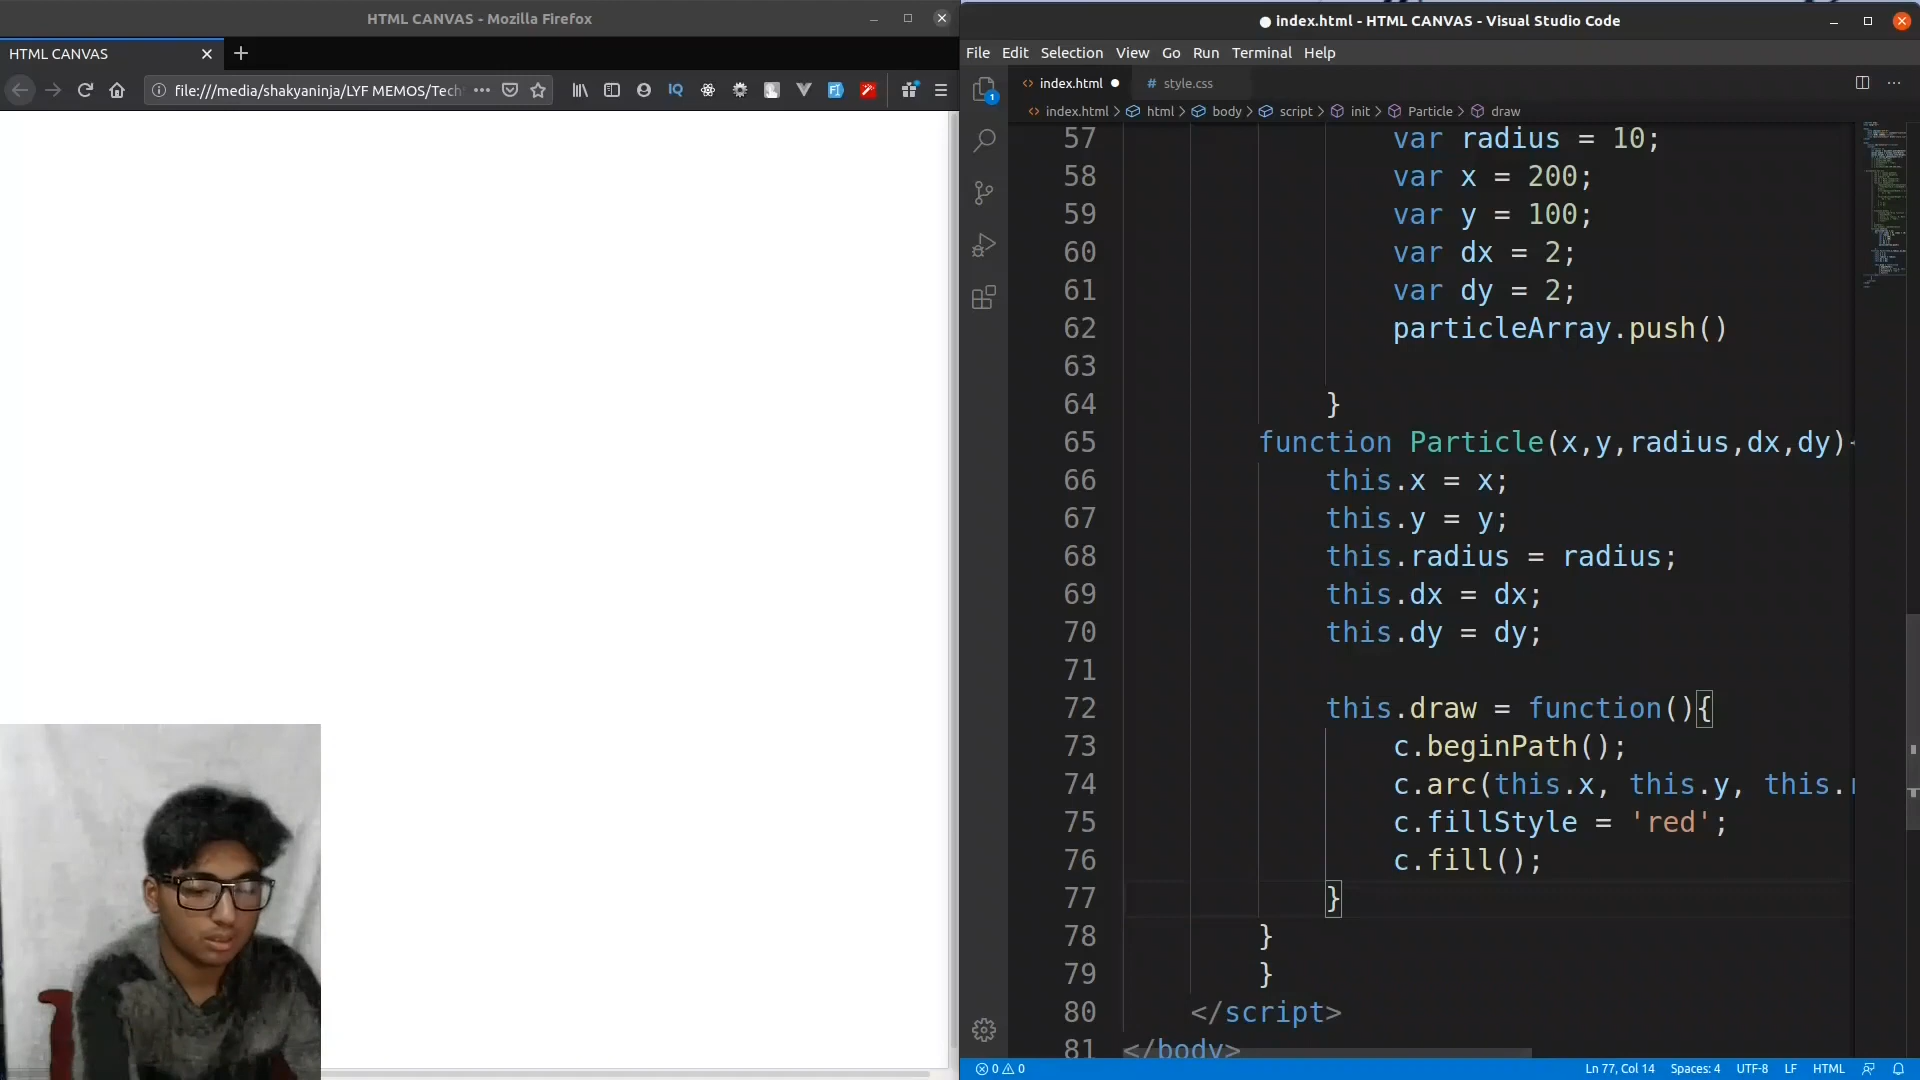 HTML CANVAS - Mozilla Firefox
HTML CANVAS
file:///media/shakyaninja/LYF MEMOS/Tech
IQ
index.html - HTML CANVAS - Visual Studio Code
File Edit Selection View Go Run Terminal Help
index.html
# style.css
index.html > html > body > script > init > Particle > draw
1
57 var radius = 10;
58 var x = 200;
59 var y = 100;
60 var dx = 2;
61 var dy = 2;
62 particleArray.push()
63
64 }
65 function Particle(x,y,radius,dx,dy)
66 this.x = x;
67 this.y = y;
68 this.radius = radius;
69 this.dx = dx;
70 this.dy = dy;
71
72 this.draw = function(){
73 c.beginPath();
74 c.arc(this.x, this.y, this.
75 c.fillStyle = 'red';
76 c.fill();
77 }
78 }
79 }
80 </script>
81 </body>
0 0 Ln 77, Col 14 Spaces: 4 UTF-8 LF HTML